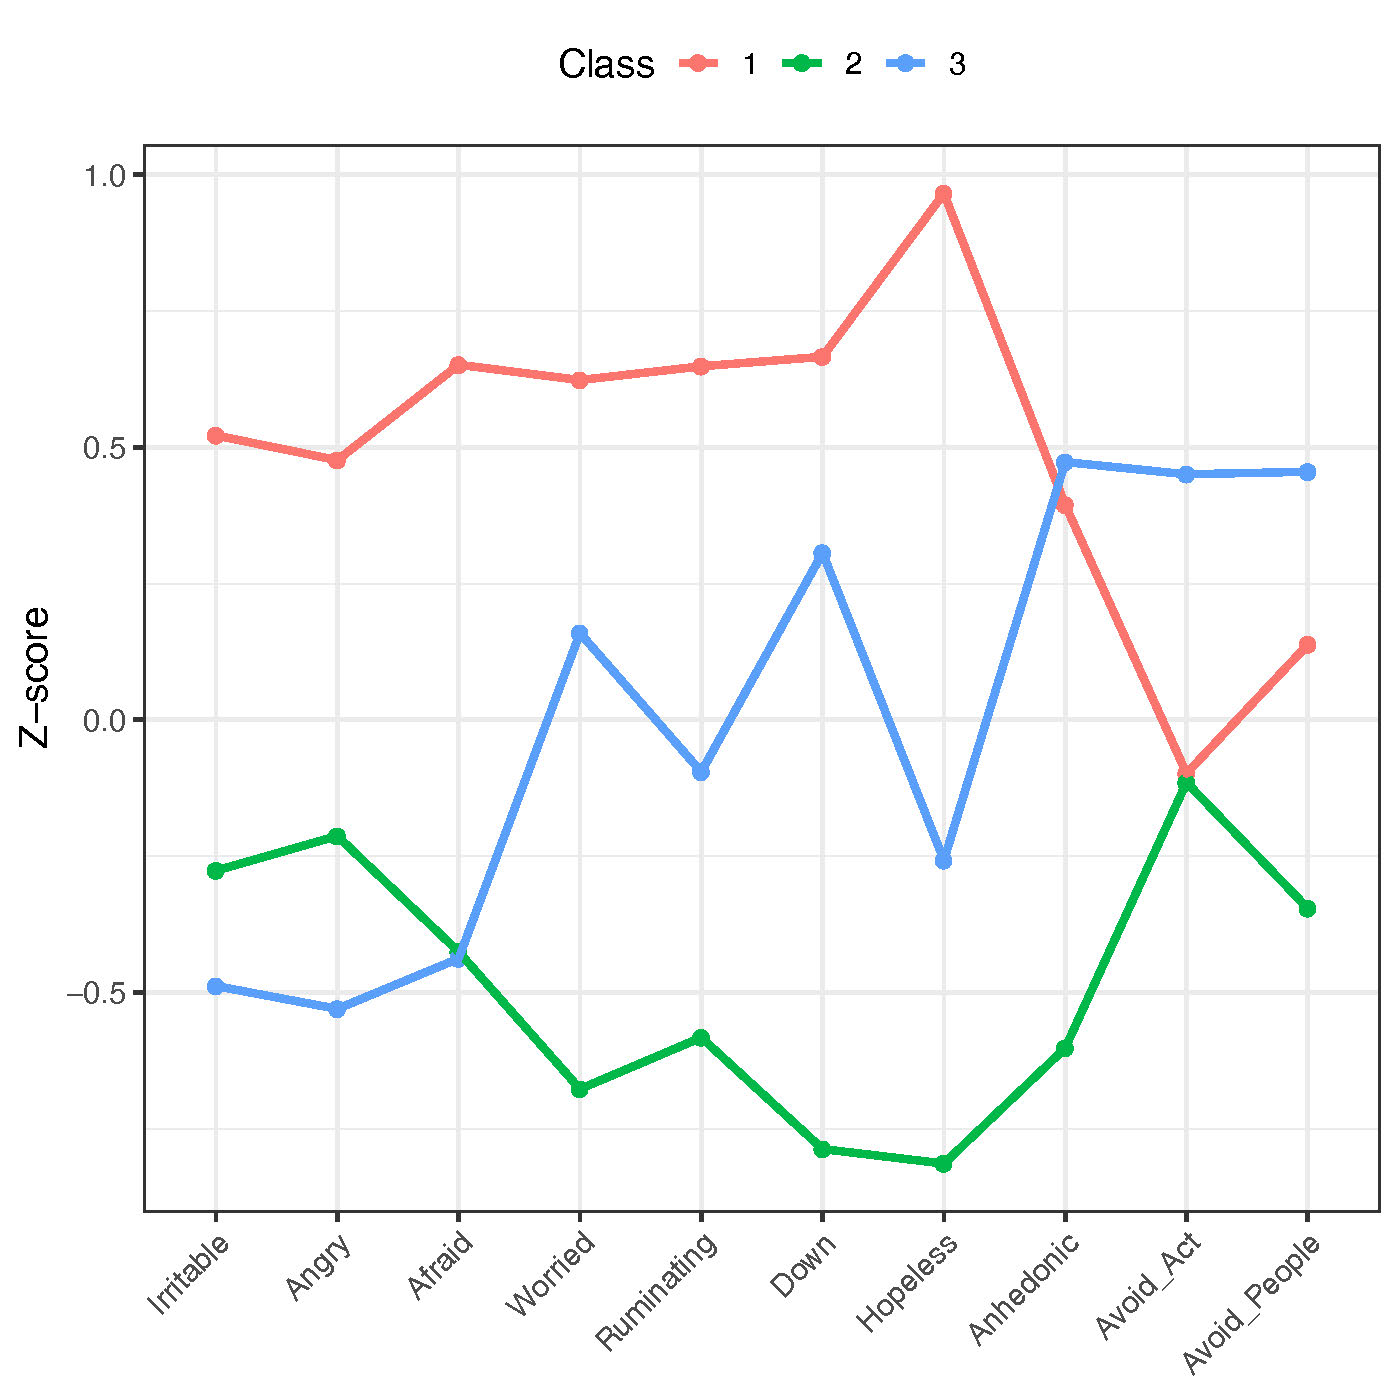 Class 1 2 3
1.0
0.5
0.0
−0.5
Z−score
Irritable
Angry
Afraid
Worried
Ruminating
Down
Hopeless
Anhedonic
Avoid_Act
Avoid_People